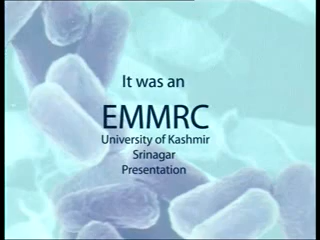 It was an
EMMRC
University of Kashmir
Srinagar
Presentation